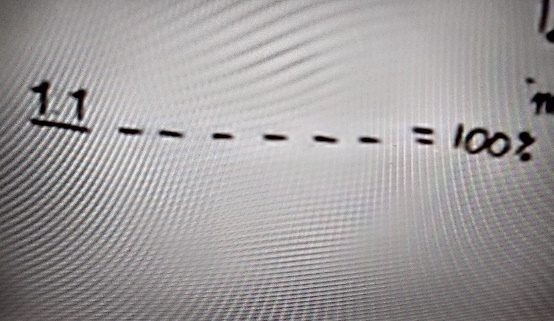 11 _ _ _ _ _ _ = 100%